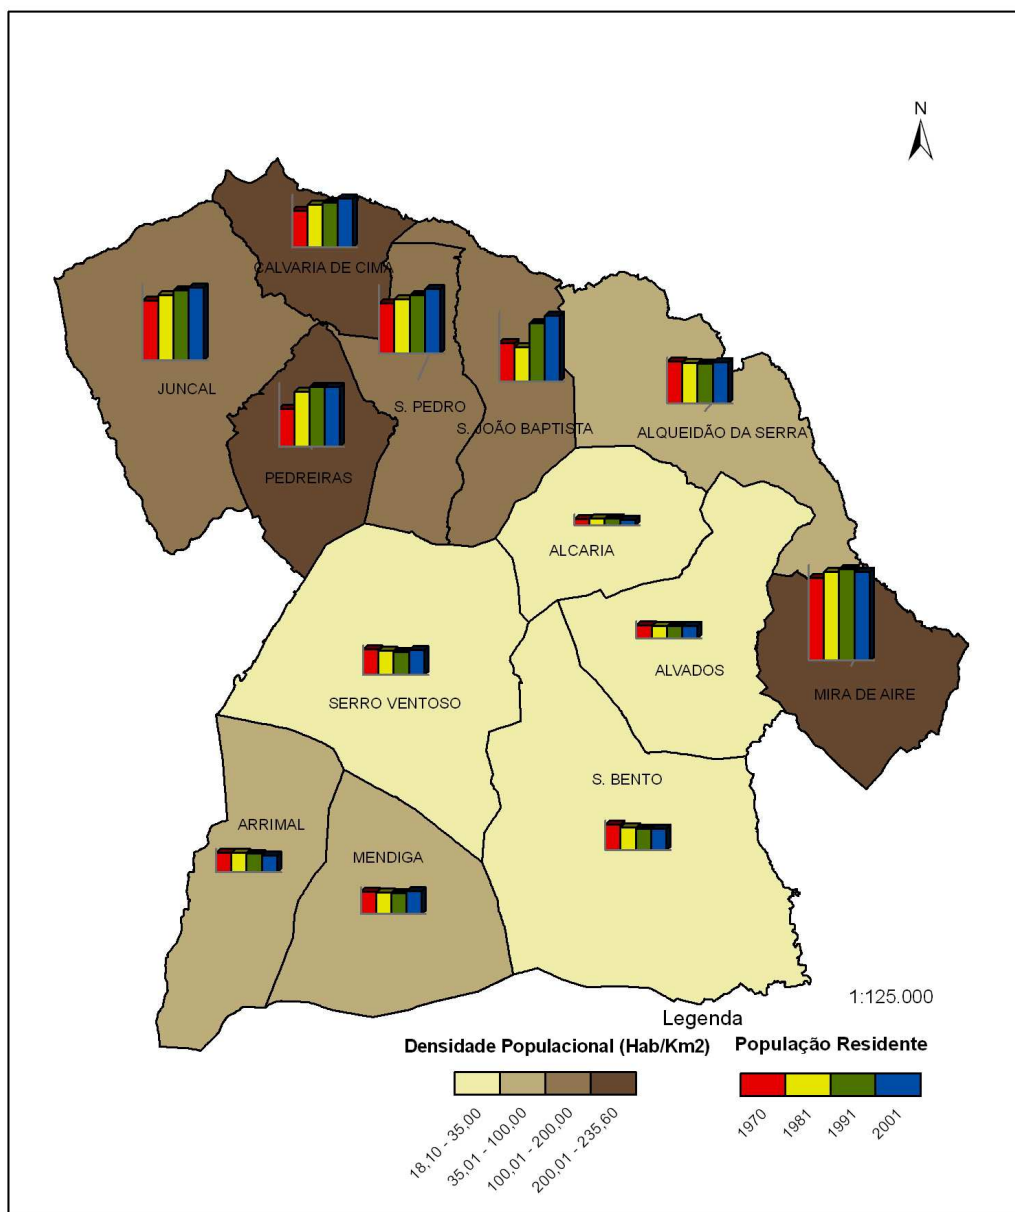 N
CALVARIA DE CIMA
JUNCAL
S. PEDRO
S. JOÃO BAPTISTA
ALQUEIDÃO DA SERRA
PEDREIRAS
ALCARIA
ALVADOS
MIRA DE AIRE
SERRO VENTOSO
S. BENTO
ARRIMAL
MENDIGA
1:125.000
Legenda
Densidade Populacional (Hab/Km2)
18,10 - 35,00
35,01 - 100,00
100,01 - 200,00
200,01 - 235,60
População Residente
1970
1981
1991
2001